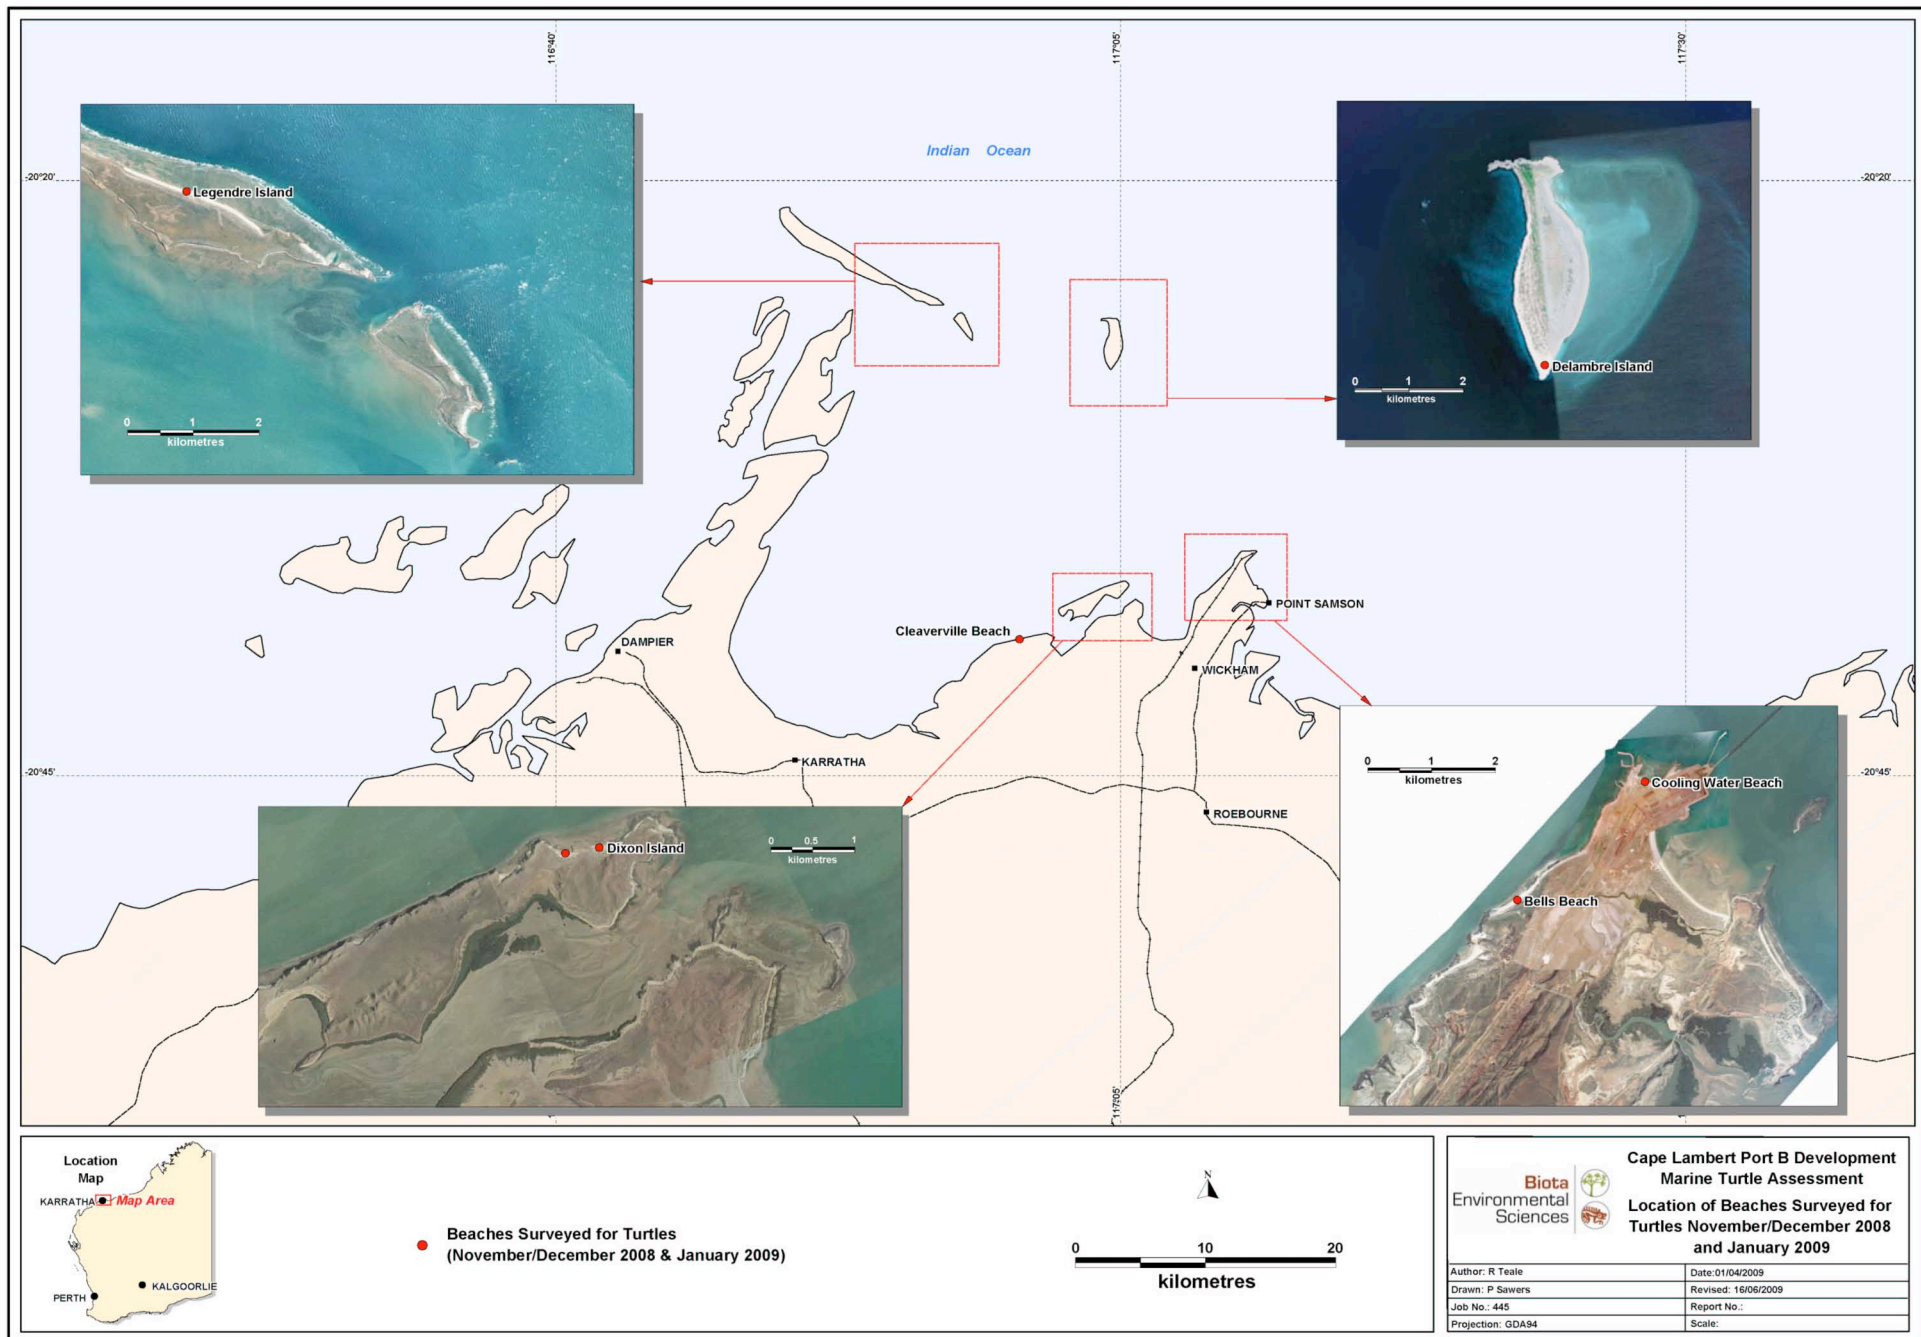 116°40'
117°05'
117°30'
Indian Ocean
-20°20'
-20°20'
Legendre Island
0 1 2
kilometres
Delambre Island
0 1 2
kilometres
POINT SAMSON
Cleaverville Beach
DAMPIER
WICKHAM
KARRATHA
-20°45'
-20°45'
ROEBOURNE
0 1 2
kilometres
Cooling Water Beach
Bells Beach
Dixon Island
0 0.5 1
kilometres
117°05'
Location
Map
KARRATHA
Map Area
KALGOORLIE
PERTH
Beaches Surveyed for Turtles
(November/December 2008 & January 2009)
N
0 10 20
kilometres
Biota
Environmental
Sciences
Cape Lambert Port B Development
Marine Turtle Assessment
Location of Beaches Surveyed for
Turtles November/December 2008
and January 2009
Author: R Teale
Date:01/04/2009
Drawn: P Sawers
Revised: 16/06/2009
Job No.: 445
Report No.:
Projection: GDA94
Scale: